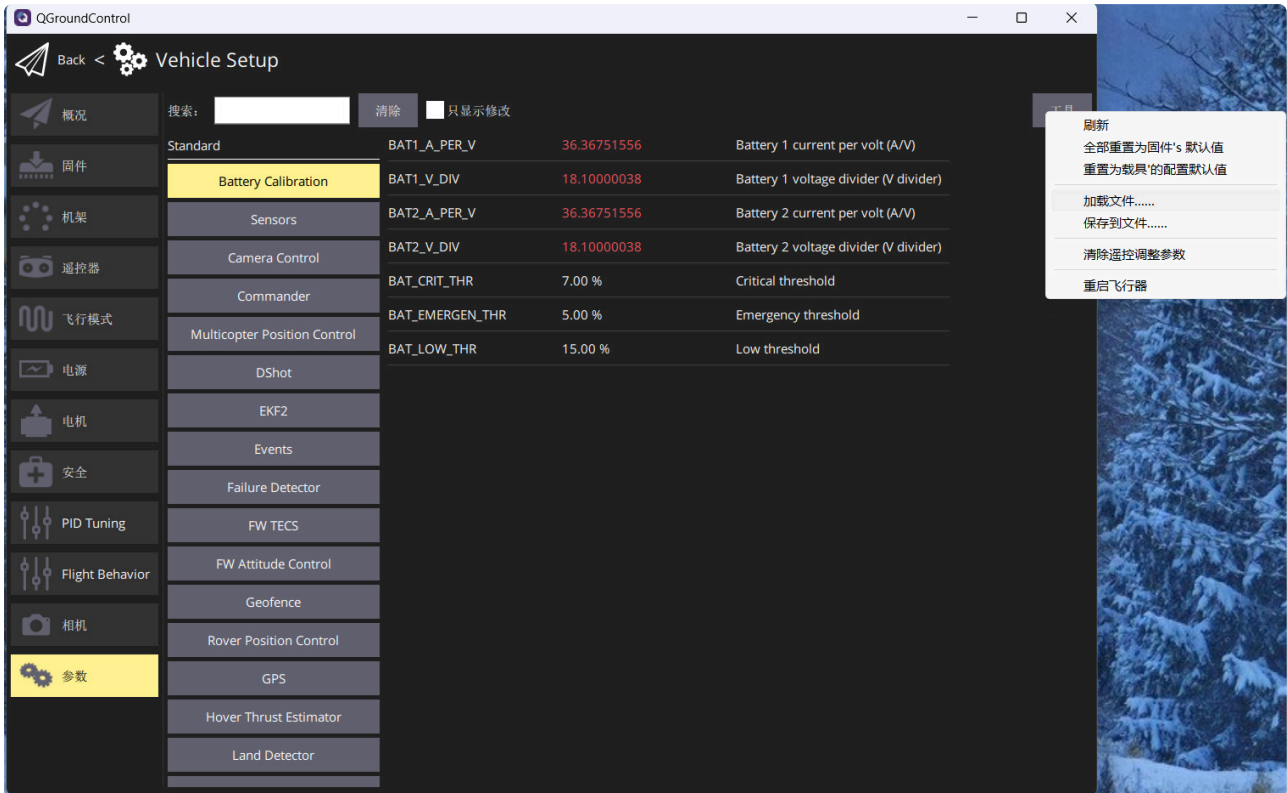 QGroundControl
Back < Vehicle Setup
概况
固件
机架
遥控器
飞行模式
电源
电机
安全
PID Tuning
Flight Behavior
相机
参数
搜索:
清除
只显示修改
工具
Standard
Battery Calibration
Sensors
Camera Control
Commander
Multicopter Position Control
DShot
EKF2
Events
Failure Detector
FW TECS
FW Attitude Control
Geofence
Rover Position Control
GPS
Hover Thrust Estimator
Land Detector
BAT1_A_PER_V 36.36751556 Battery 1 current per volt (A/V)
BAT1_V_DIV 18.10000038 Battery 1 voltage divider (V divider)
BAT2_A_PER_V 36.36751556 Battery 2 current per volt (A/V)
BAT2_V_DIV 18.10000038 Battery 2 voltage divider (V divider)
BAT_CRIT_THR 7.00 % Critical threshold
BAT_EMERGEN_THR 5.00 % Emergency threshold
BAT_LOW_THR 15.00 % Low threshold
刷新
全部重置为固件's 默认值
重置为载具'的配置默认值
加载文件......
保存到文件......
清除遥控调整参数
重启飞行器